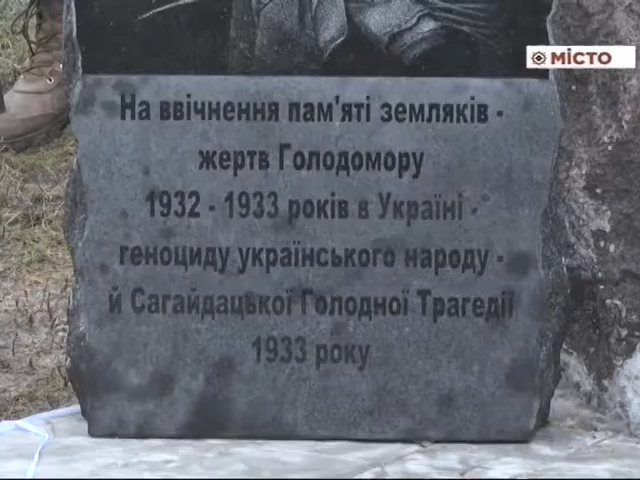 МІСТО
На ввічнення пам'яті земляків -
жертв Голодомору
1932 - 1933 років в Україні -
геноциду українського народу -
й Сагайдацької Голодної Трагедії
1933 року